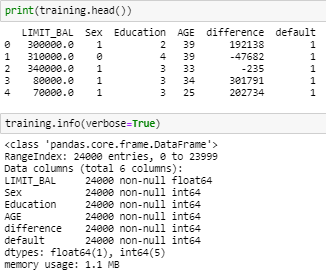 print(training.head())
LIMIT_BAL Sex Education AGE difference default
0 300000.0 1 2 39 192138 1
1 310000.0 0 4 39 -47682 1
2 340000.0 1 3 33 -235 1
3 80000.0 1 3 34 301791 1
4 70000.0 1 3 25 202734 1
training.info(verbose=True)
<class 'pandas.core.frame.DataFrame'>
RangeIndex: 24000 entries, 0 to 23999
Data columns (total 6 columns):
LIMIT_BAL 24000 non-null float64
Sex 24000 non-null int64
Education 24000 non-null int64
AGE 24000 non-null int64
difference 24000 non-null int64
default 24000 non-null int64
dtypes: float64(1), int64(5)
memory usage: 1.1 MB